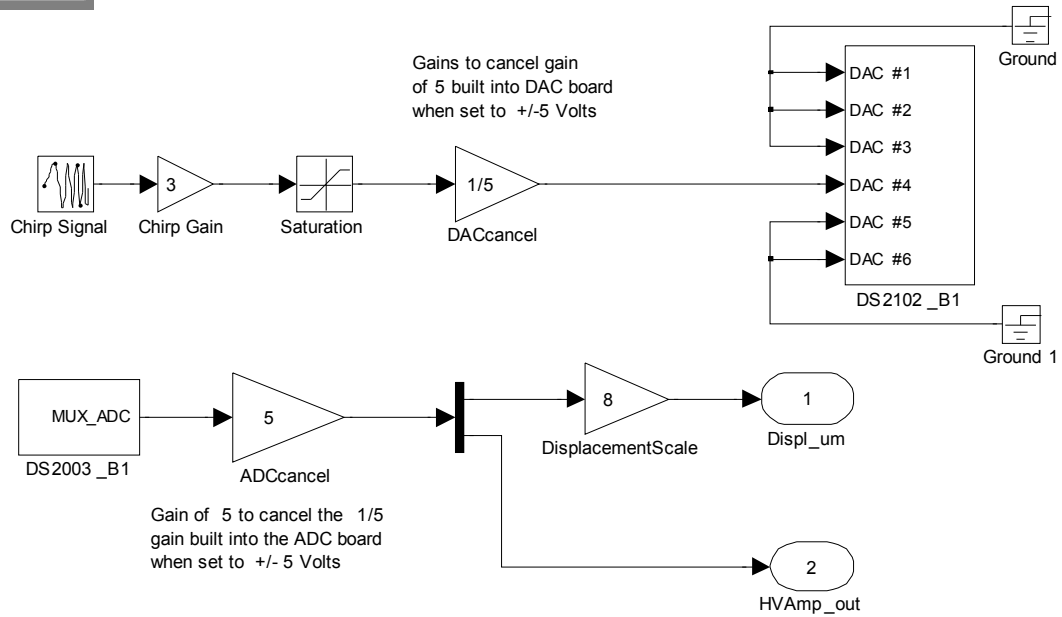 Ground
Gains to cancel gain
of 5 built into DAC board
when set to +/-5 Volts
DAC #1
DAC #2
DAC #3
DAC #4
DAC #5
DAC #6
DS2102 _B1
3
1/5
Chirp Signal
Chirp Gain
Saturation
DACcancel
Ground 1
MUX_ADC
DS2003 _B1
5
ADCcancel
8
DisplacementScale
1
Displ_um
Gain of 5 to cancel the 1/5
gain built into the ADC board
when set to +/- 5 Volts
2
HVAmp_out